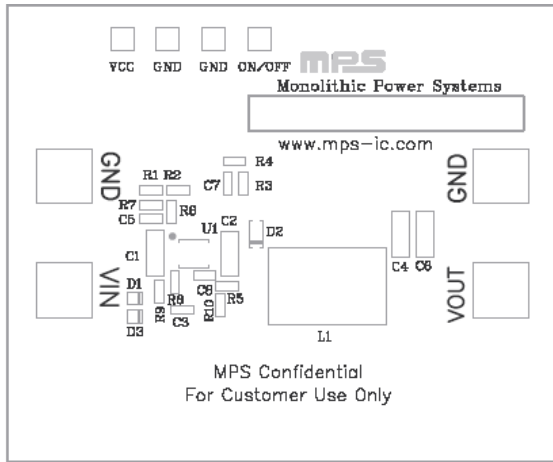 VCC GND GND ON/OFF
mps
Monolithic Power Systems
www.mps-ic.com
GND
R4
GND
R1 R2
C7
R3
R7
R6
C5
U1
C2
D2
C1
C4
C6
VIN
D1
R9
R8
C8
R5
R10
C3
D3
VOUT
L1
MPS Confidential
For Customer Use Only